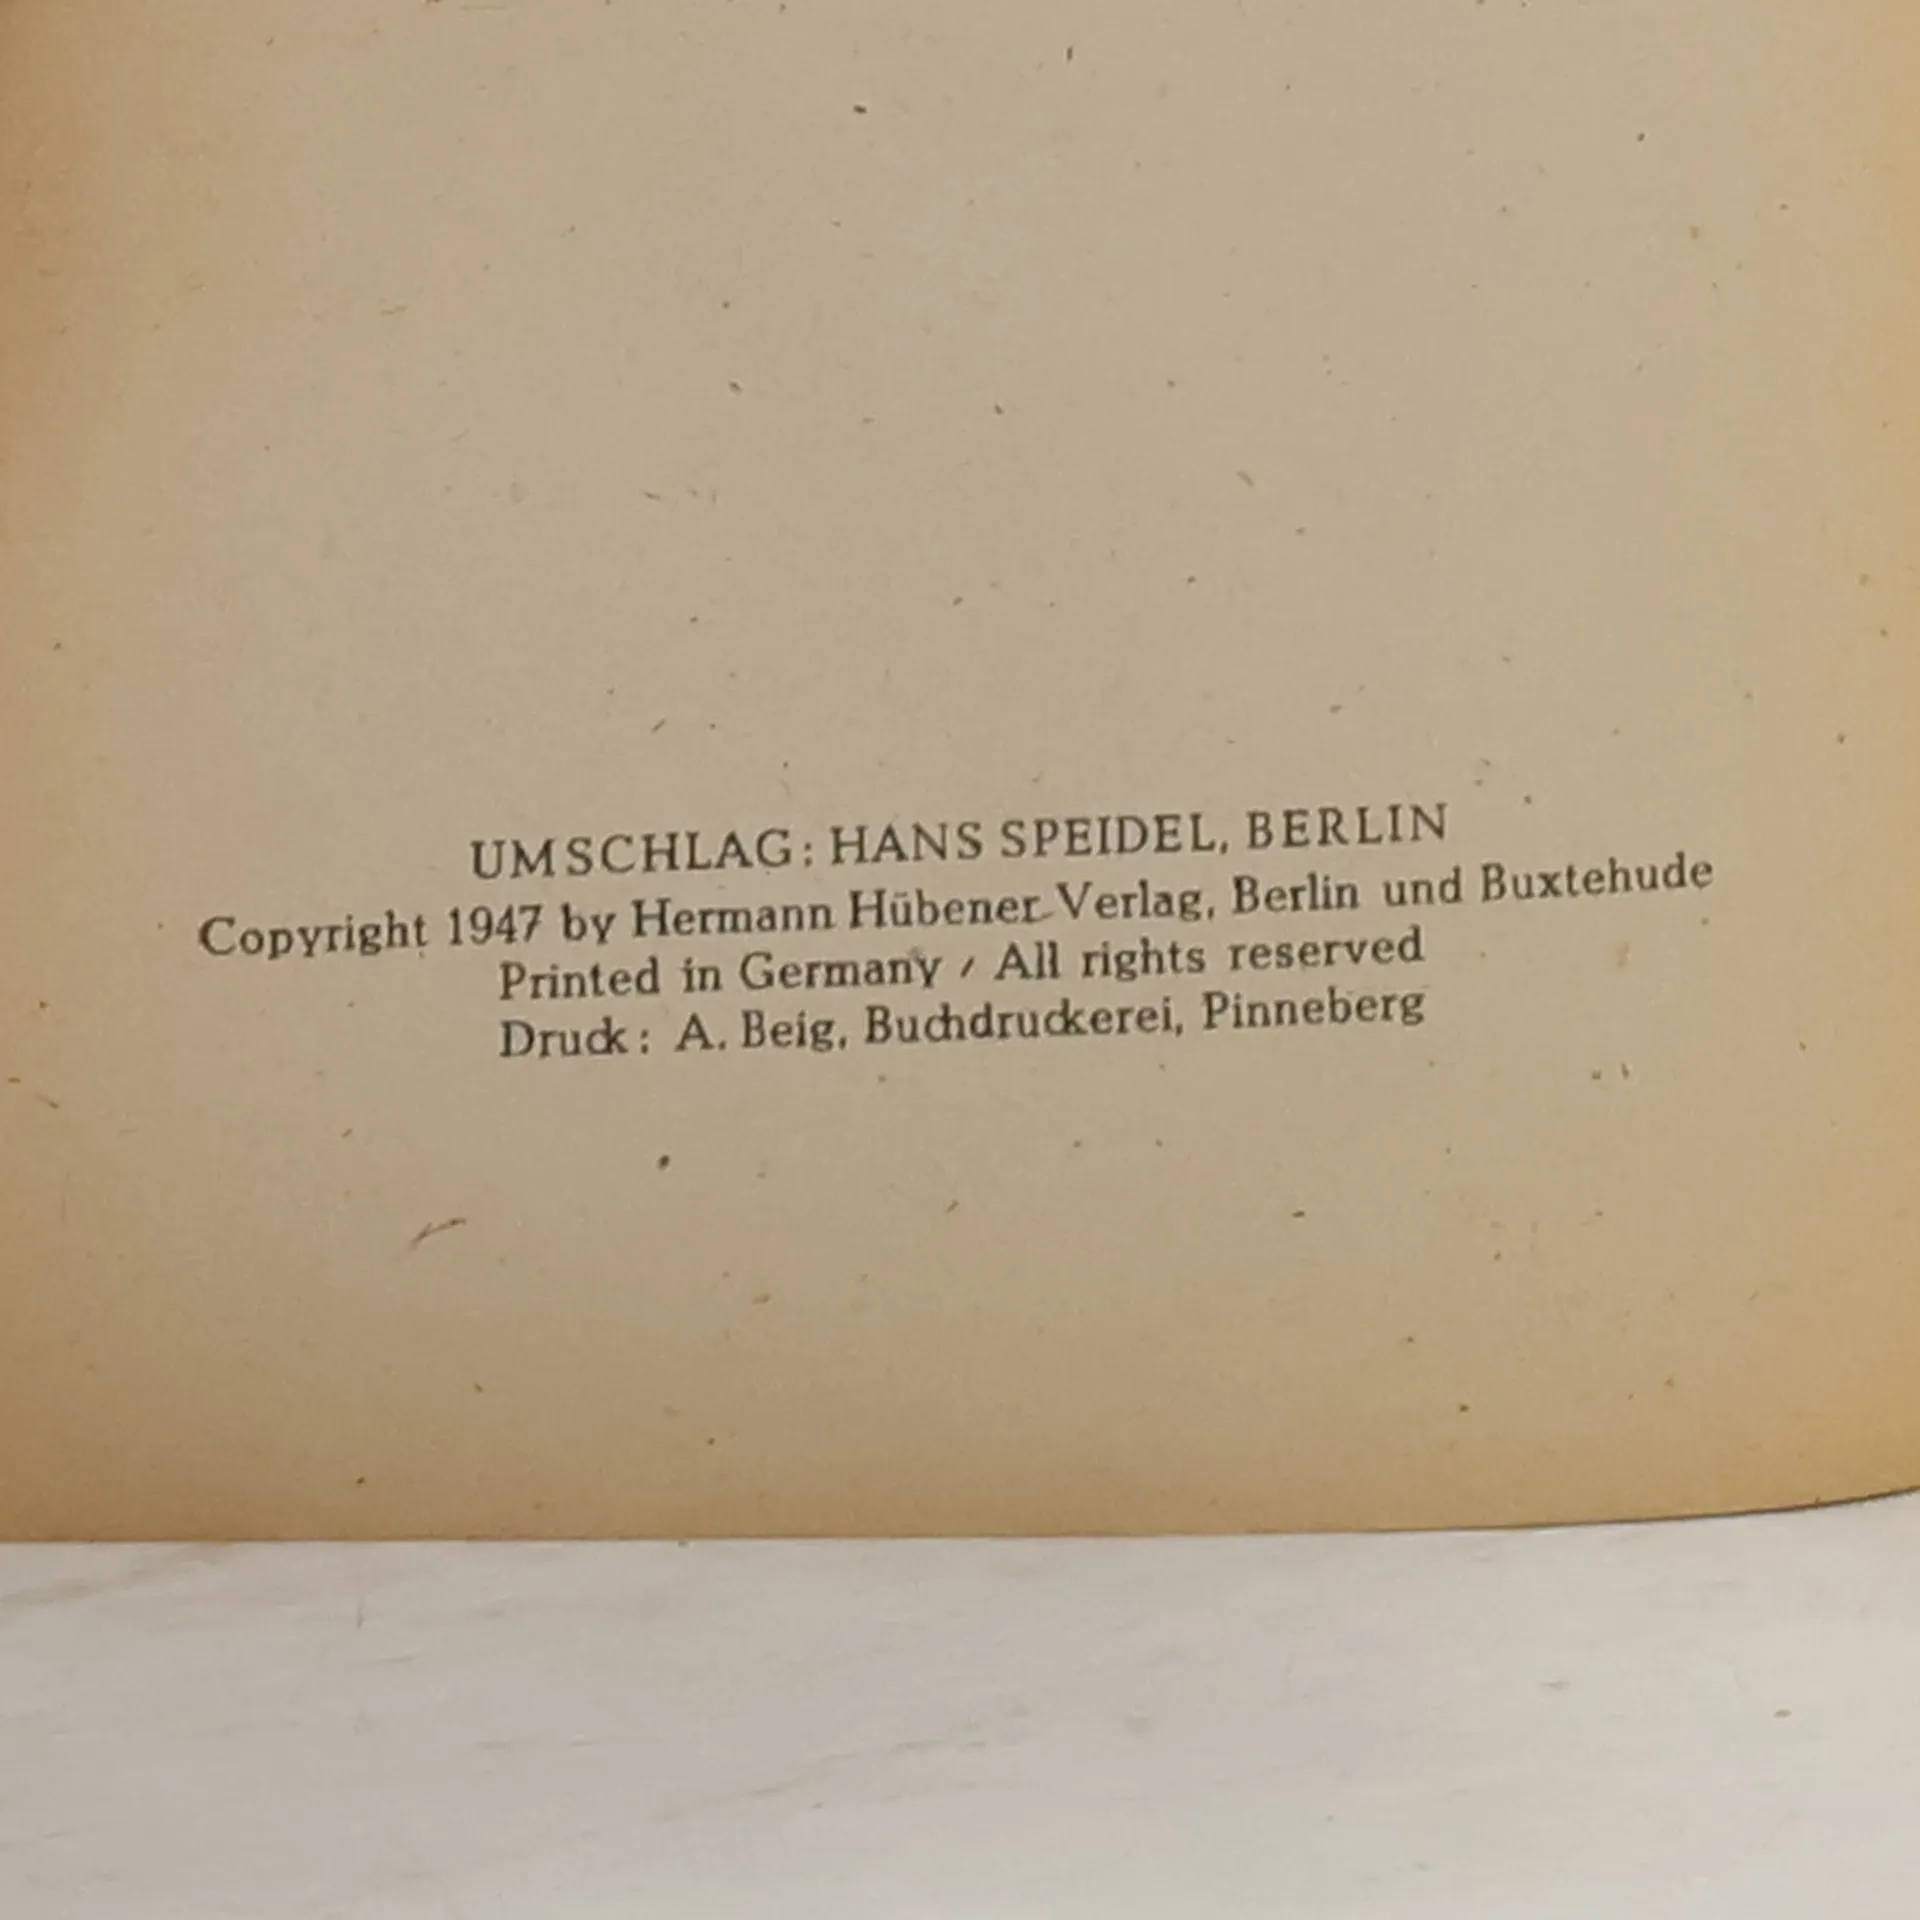 UMSCHLAG: HANS SPEIDEL, BERLIN
Copyright 1947 by Hermann Hübener Verlag, Berlin und Buxtehude
Printed in Germany / All rights reserved
Druck: A. Beig, Buchdruckerei, Pinneberg